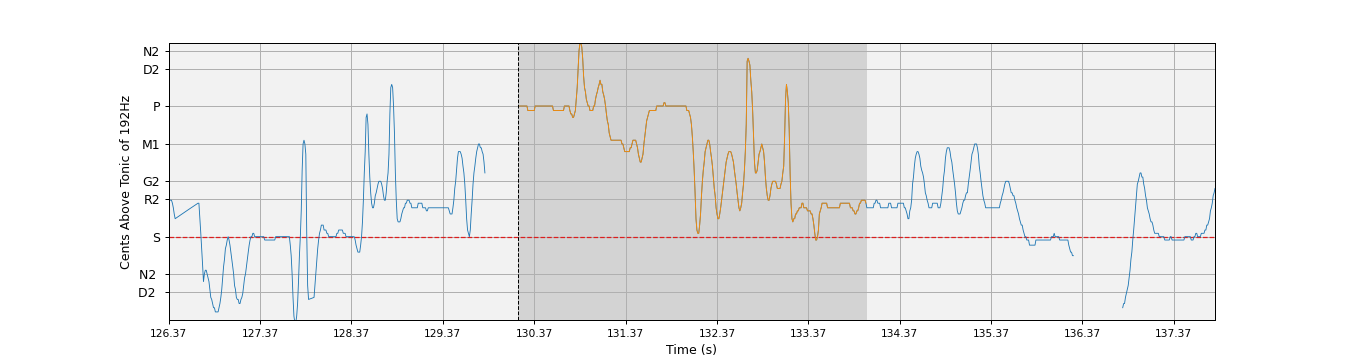 N2
D2
P
M1
G2
R2
S
N2
D2
Cents Above Tonic of 192Hz
126.37 127.37 128.37 129.37 130.37 131.37 132.37 133.37 134.37 135.37 136.37 137.37
Time (s)